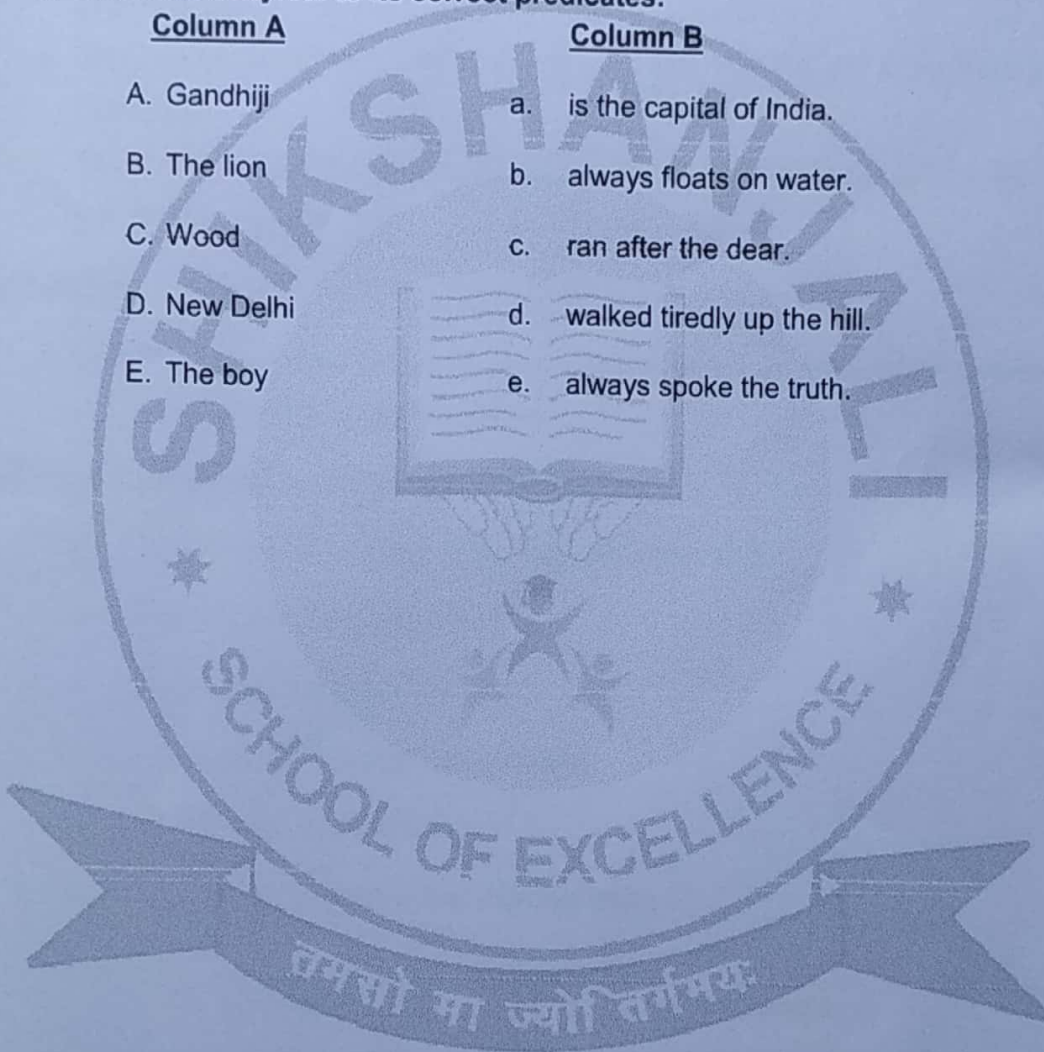 correct predicates.
Column A Column B
A. Gandhiji a. is the capital of India.
B. The lion b. always floats on water.
C. Wood c. ran after the dear.
D. New Delhi d. walked tiredly up the hill.
E. The boy e. always spoke the truth.
SHIKSHANJALI
SCHOOL OF EXCELLENCE
तमसो मा ज्योतिर्गमयः